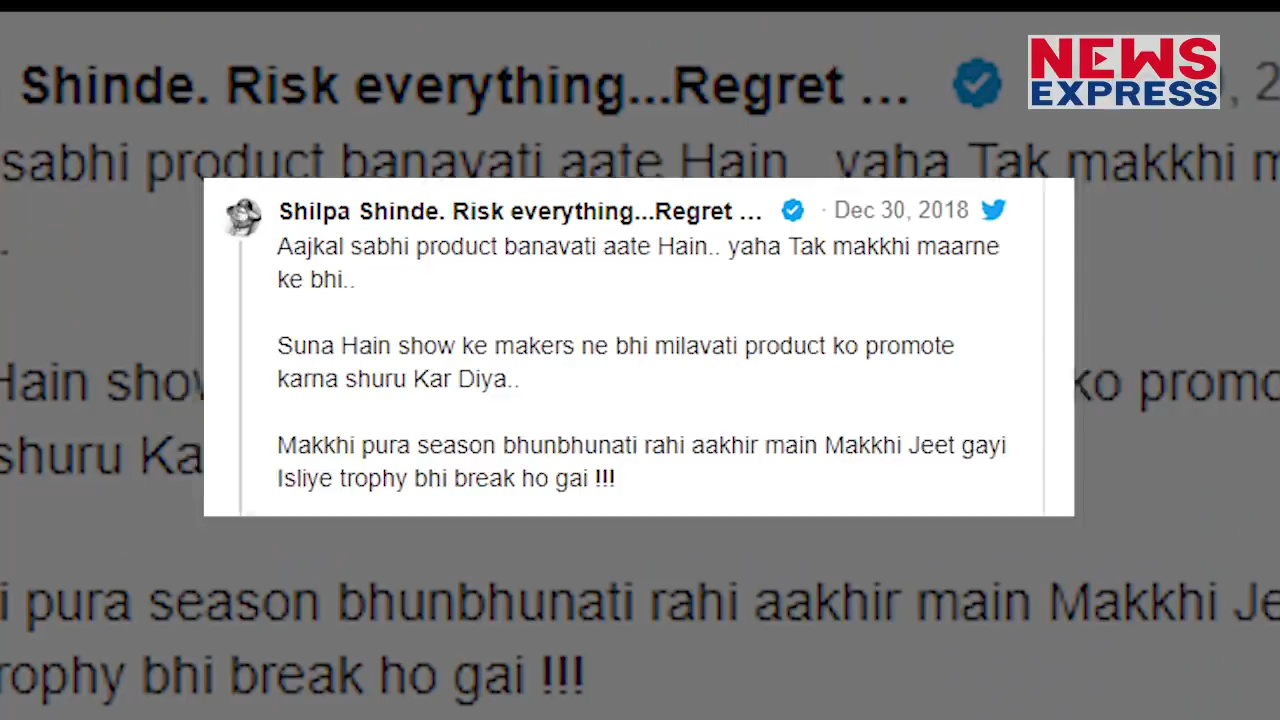 Shinde. Risk everything...Regret ...
NEWS
EXPRESS
, 2
sabhi product banavati aate Hain.. yaha Tak makkhi m
Shilpa Shinde. Risk everything...Regret ... · Dec 30, 2018
Aajkal sabhi product banavati aate Hain.. yaha Tak makkhi maarne
ke bhi..
Suna Hain show ke makers ne bhi milavati product ko promote
karna shuru Kar Diya..
Makkhi pura season bhunbhunati rahi aakhir main Makkhi Jeet gayi
Isliye trophy bhi break ho gai !!!
Hain show ko promo
shuru Ka
i pura season bhunbhunati rahi aakhir main Makkhi Je
rophy bhi break ho gai !!!